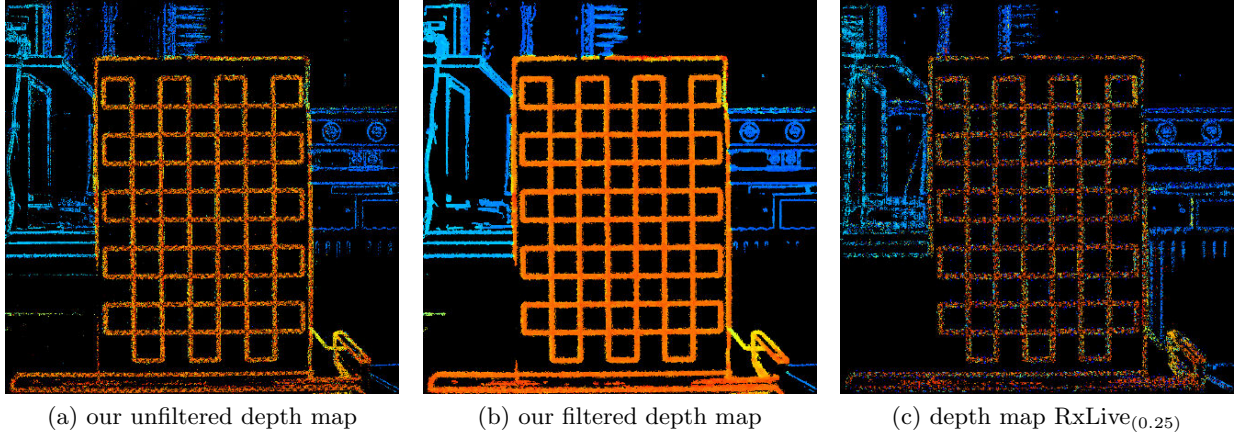 (a) our unfiltered depth map
(b) our filtered depth map
(c) depth map RxLive(0.25)